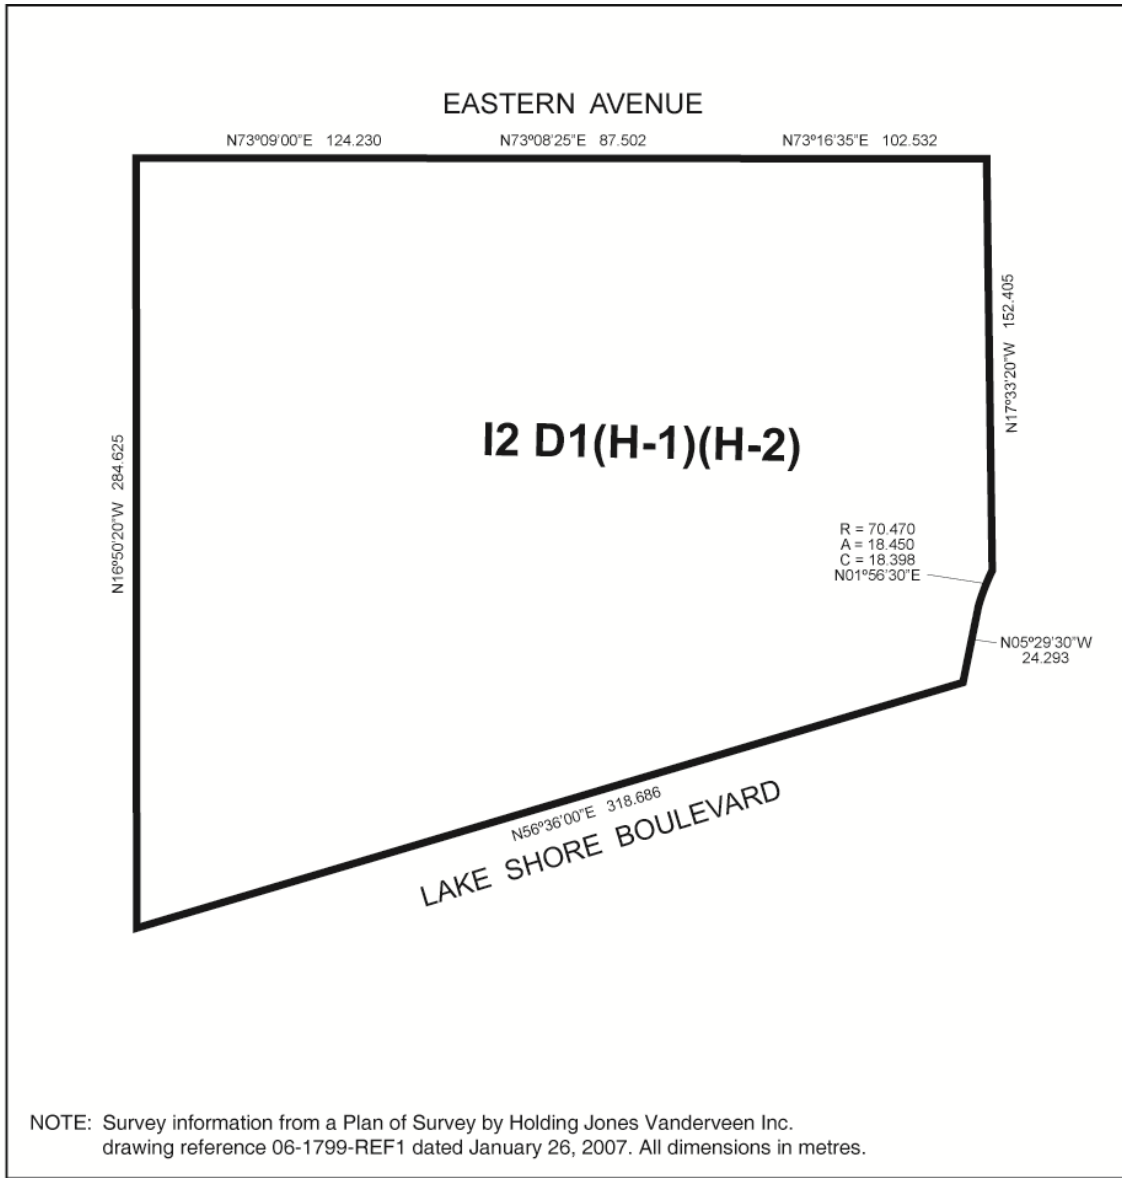 EASTERN AVENUE
N73º09'00"E 124.230
N73º08'25"E 87.502
N73º16'35"E 102.532
N17º33'20"W 152.405
I2 D1(H-1)(H-2)
N16º50'20"W 284.625
R = 70.470
A = 18.450
C = 18.398
N01º56'30"E
N05º29'30"W
24.293
N56º36'00"E 318.686
LAKE SHORE BOULEVARD
NOTE: Survey information from a Plan of Survey by Holding Jones Vanderveen Inc.
drawing reference 06-1799-REF1 dated January 26, 2007. All dimensions in metres.